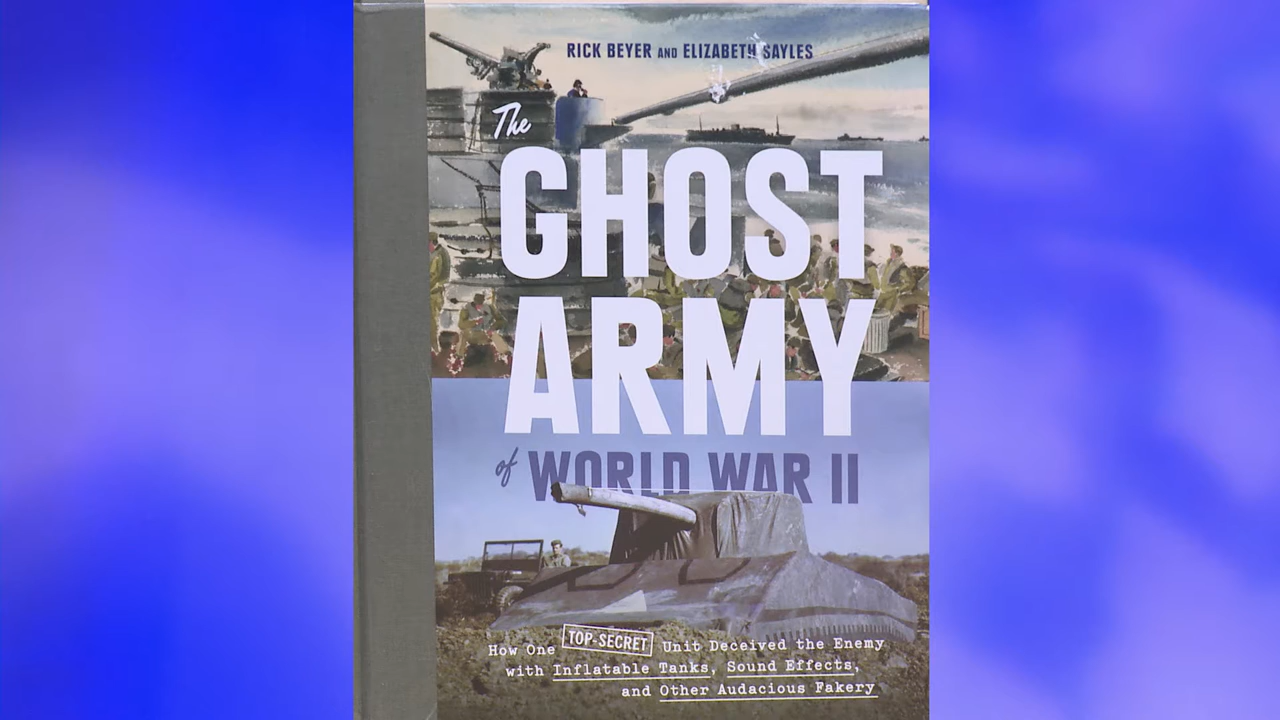 RICK BEYER AND ELIZABETH SAYLES
The
GHOST
ARMY
of WORLD WAR II
How One TOP-SECRET Unit Deceived the Enemy
with Inflatable Tanks, Sound Effects,
and Other Audacious Fakery